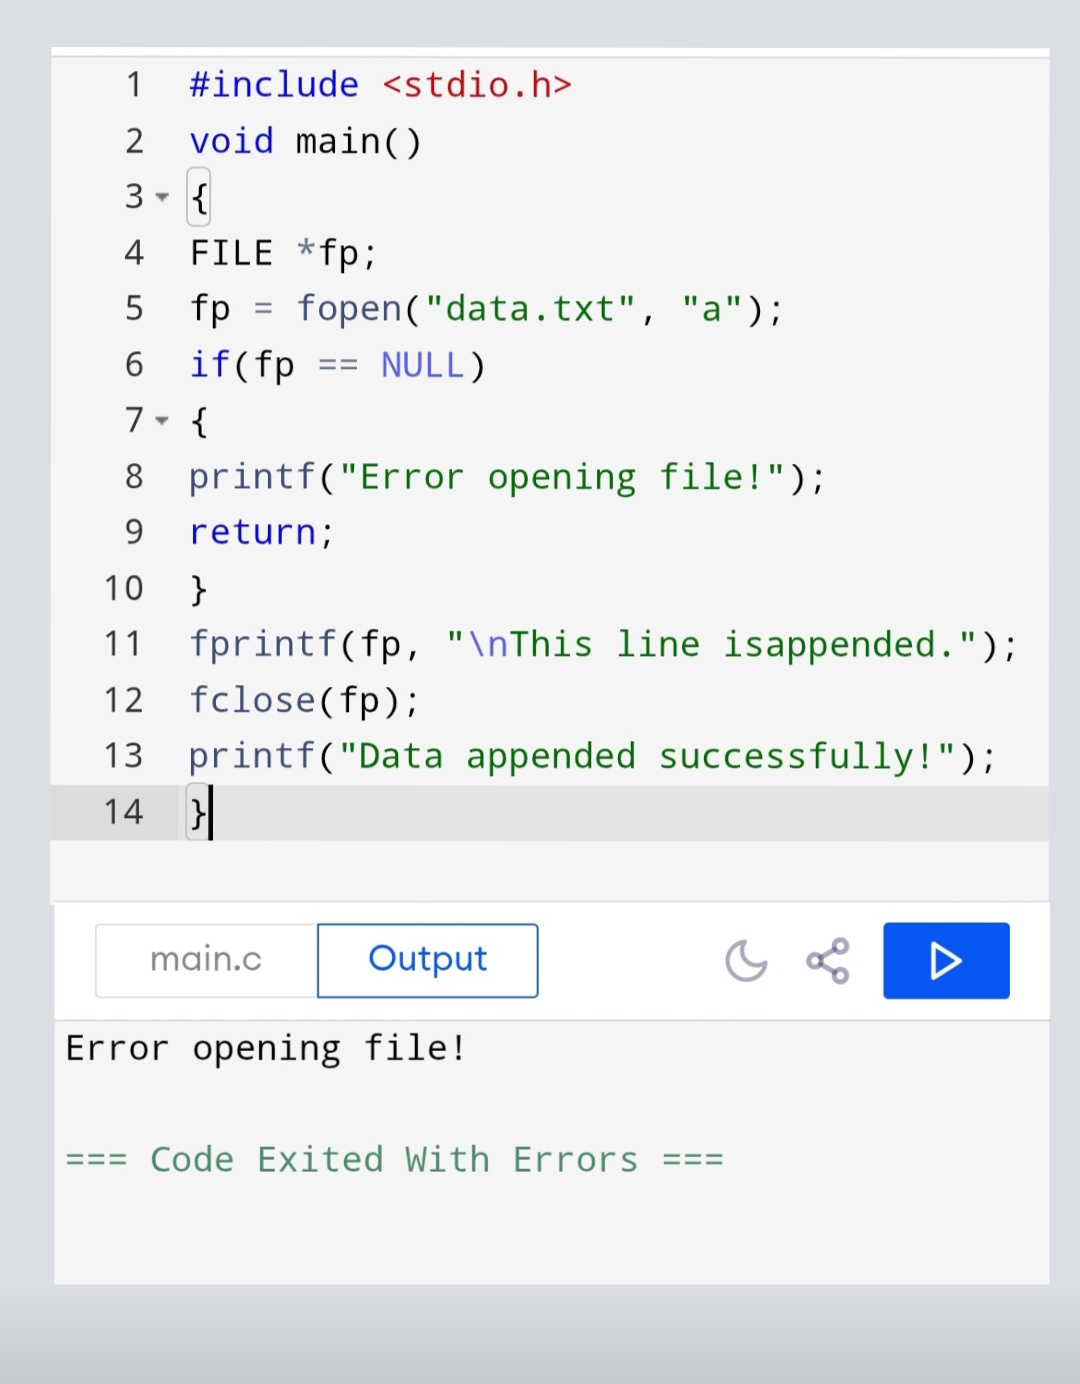 1 #include <stdio.h>
2 void main()
3 {
4 FILE *fp;
5 fp = fopen("data.txt", "a");
6 if(fp == NULL)
7 {
8 printf("Error opening file!");
9 return;
10 }
11 fprintf(fp, "\nThis line isappended.");
12 fclose(fp);
13 printf("Data appended successfully!");
14 }
main.c Output
Error opening file!
=== Code Exited With Errors ===